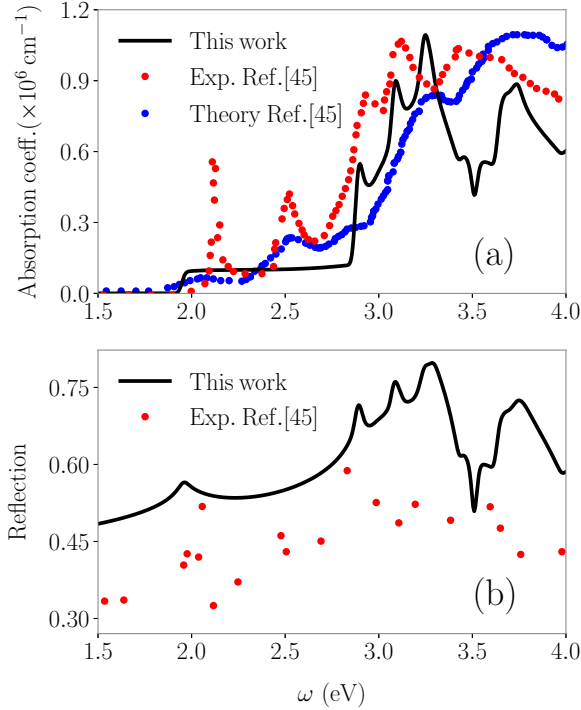 Absorption coeff.(×10⁶ cm⁻¹)
1.2
0.9
0.6
0.3
0.0
This work
Exp. Ref.[45]
Theory Ref.[45]
(a)
1.5 2.0 2.5 3.0 3.5 4.0
Reflection
0.75
0.60
0.45
0.30
This work
Exp. Ref.[45]
(b)
1.5 2.0 2.5 3.0 3.5 4.0
ω (eV)